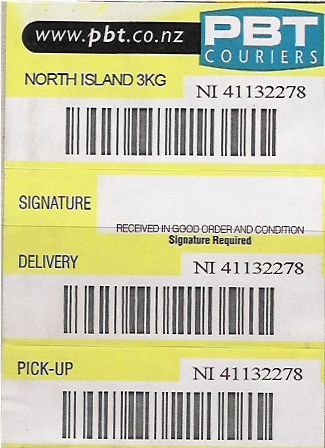 www.pbt.co.nz
PBT
COURIERS
NORTH ISLAND 3KG
NI 41132278
SIGNATURE
RECEIVED IN GOOD ORDER AND CONDITION
Signature Required
DELIVERY
NI 41132278
PICK-UP
NI 41132278